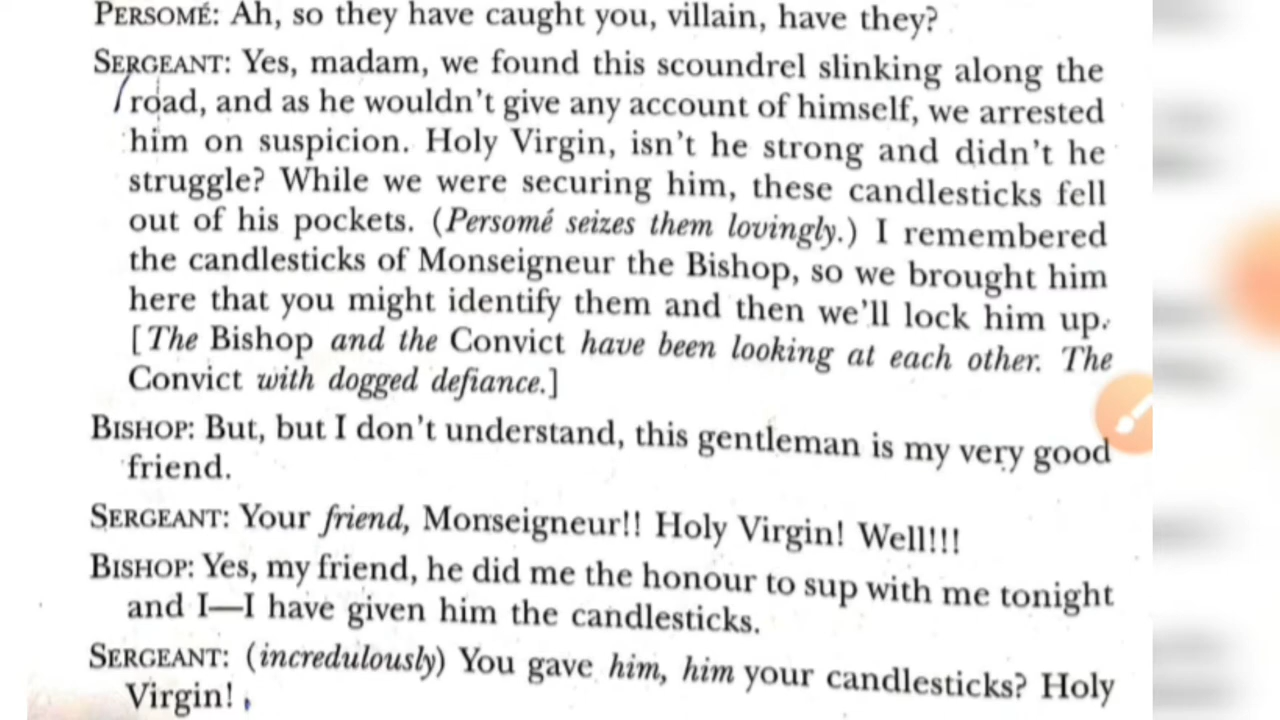 PERSOMÉ: Ah, so they have caught you, villain, have they?
SERGEANT: Yes, madam, we found this scoundrel slinking along the
road, and as he wouldn't give any account of himself, we arrested
him on suspicion. Holy Virgin, isn't he strong and didn't he
struggle? While we were securing him, these candlesticks fell
out of his pockets. (Persomé seizes them lovingly.) I remembered
the candlesticks of Monseigneur the Bishop, so we brought him
here that you might identify them and then we'll lock him up.
[The Bishop and the Convict have been looking at each other. The
Convict with dogged defiance.]
BISHOP: But, but I don't understand, this gentleman is my very good
friend.
SERGEANT: Your friend, Monseigneur!! Holy Virgin! Well!!!
BISHOP: Yes, my friend, he did me the honour to sup with me tonight
and I—I have given him the candlesticks.
SERGEANT: (incredulously) You gave him, him your candlesticks? Holy
Virgin!